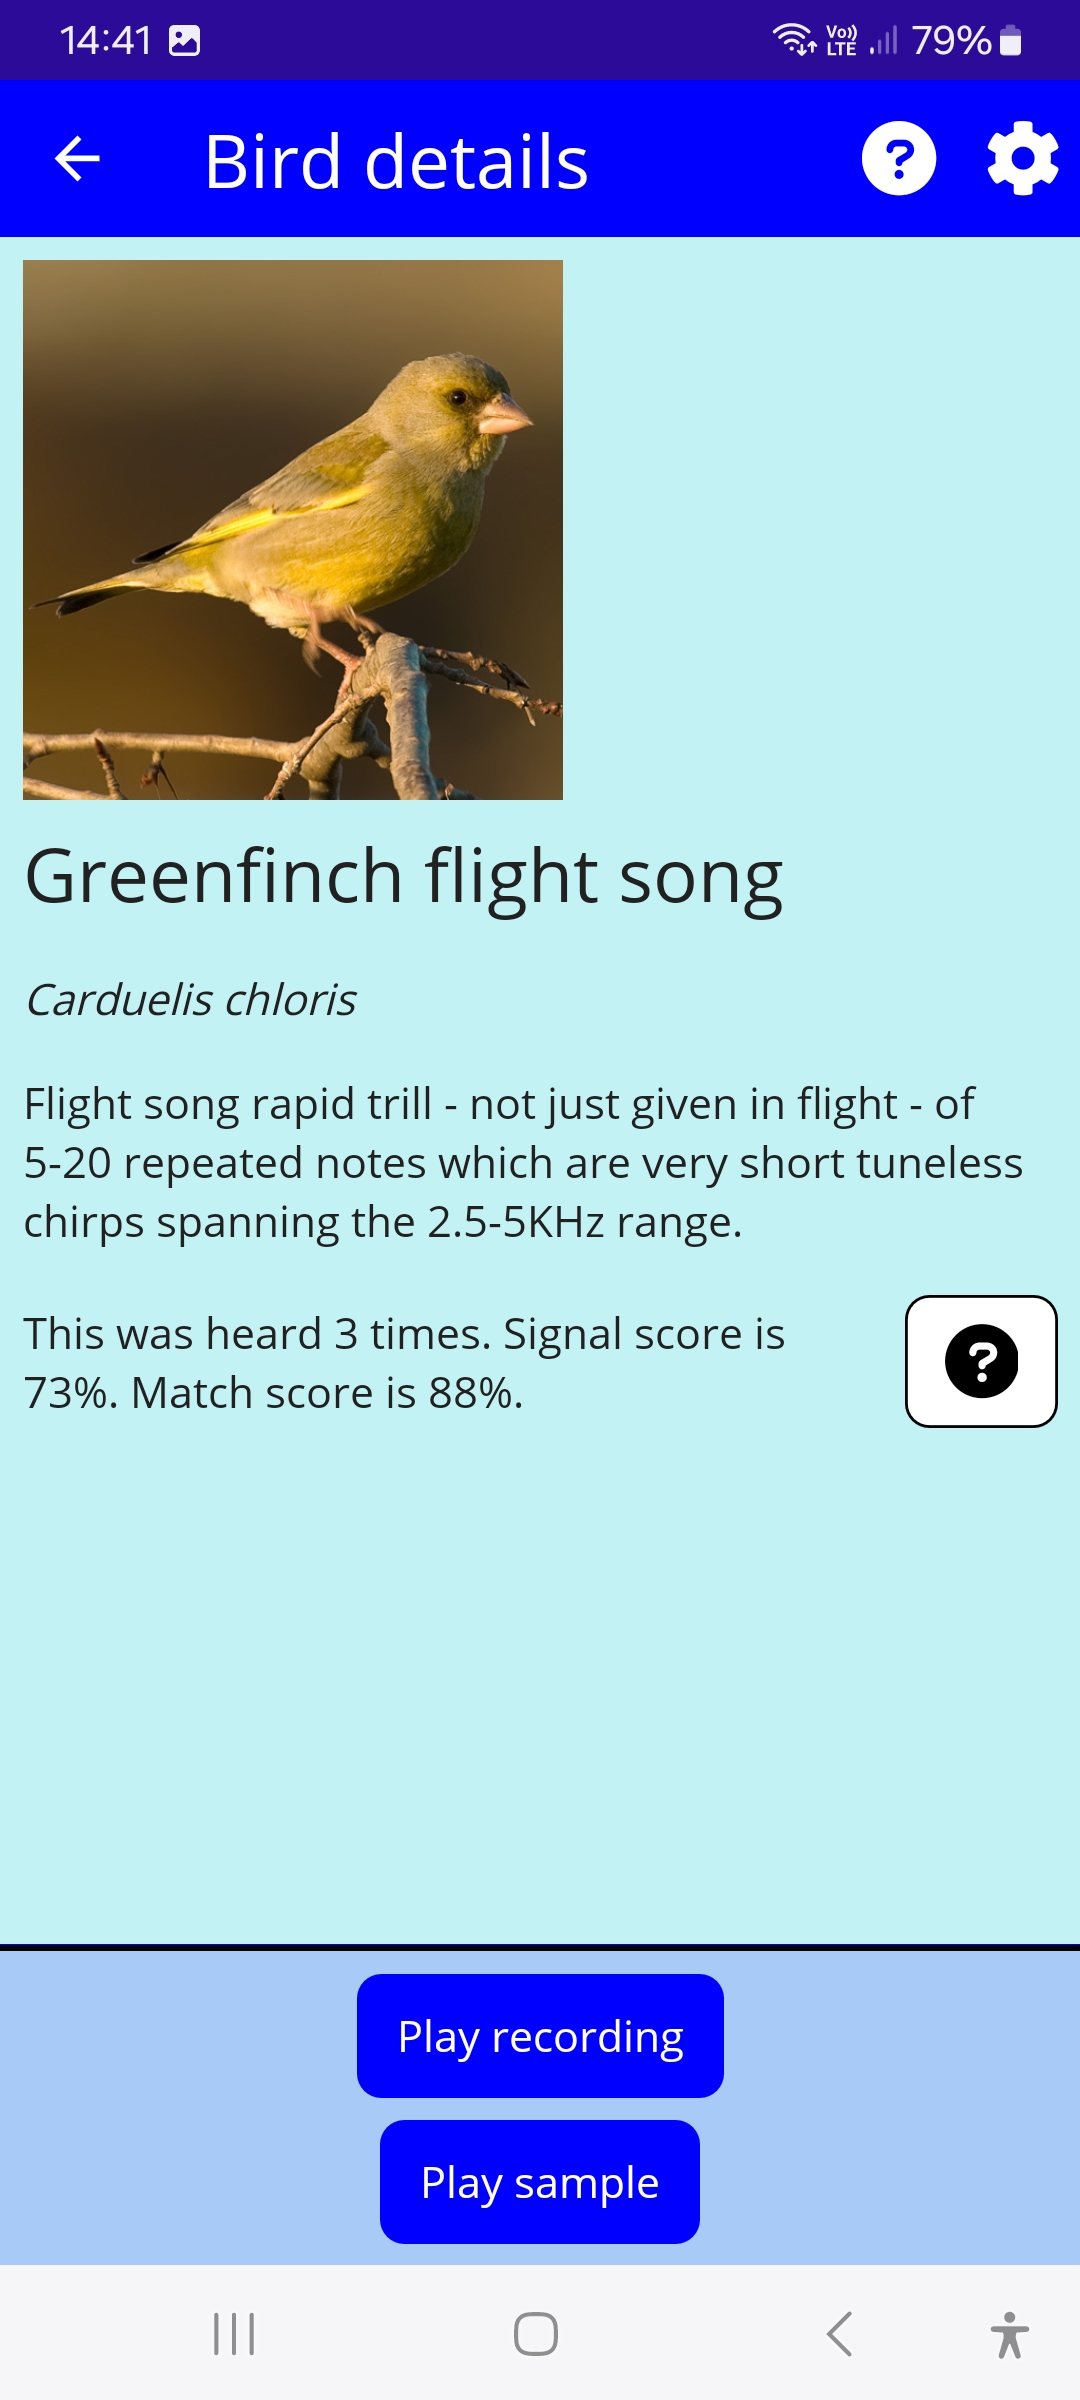 14:41 Vo)) LTE 79%
Bird details ?
Greenfinch flight song
Carduelis chloris
Flight song rapid trill - not just given in flight - of
5-20 repeated notes which are very short tuneless
chirps spanning the 2.5-5KHz range.
This was heard 3 times. Signal score is
73%. Match score is 88%.
?
Play recording
Play sample